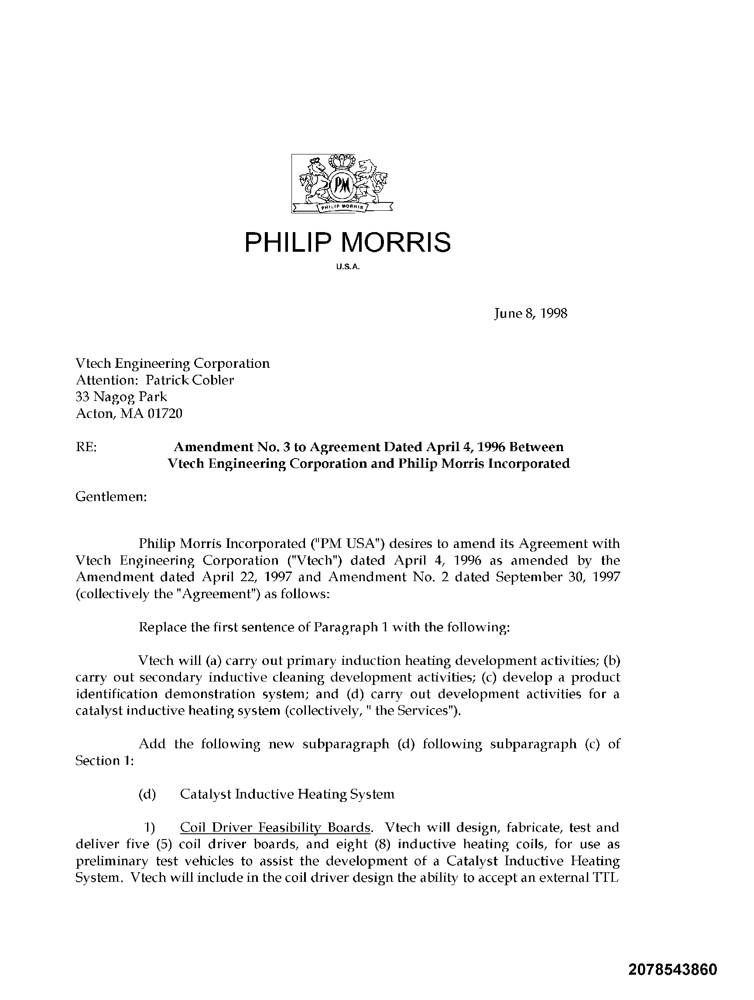 PM
PHILIP MORRIS
PHILIP MORRIS
U.S.A.
June 8, 1998
Vtech Engineering Corporation
Attention: Patrick Cobler
33 Nagog Park
Acton, MA 01720
RE: Amendment No. 3 to Agreement Dated April 4, 1996 Between
Vtech Engineering Corporation and Philip Morris Incorporated
Gentlemen:
Philip Morris Incorporated ("PM USA") desires to amend its Agreement with
Vtech Engineering Corporation ("Vtech") dated April 4, 1996 as amended by the
Amendment dated April 22, 1997 and Amendment No. 2 dated September 30, 1997
(collectively the "Agreement") as follows:
Replace the first sentence of Paragraph 1 with the following:
Vtech will (a) carry out primary induction heating development activities; (b)
carry out secondary inductive cleaning development activities; (c) develop a product
identification demonstration system; and (d) carry out development activities for a
catalyst inductive heating system (collectively, " the Services").
Add the following new subparagraph (d) following subparagraph (c) of
Section 1:
(d) Catalyst Inductive Heating System
1) Coil Driver Feasibility Boards. Vtech will design, fabricate, test and
deliver five (5) coil driver boards, and eight (8) inductive heating coils, for use as
preliminary test vehicles to assist the development of a Catalyst Inductive Heating
System. Vtech will include in the coil driver design the ability to accept an external TTL
2078543860